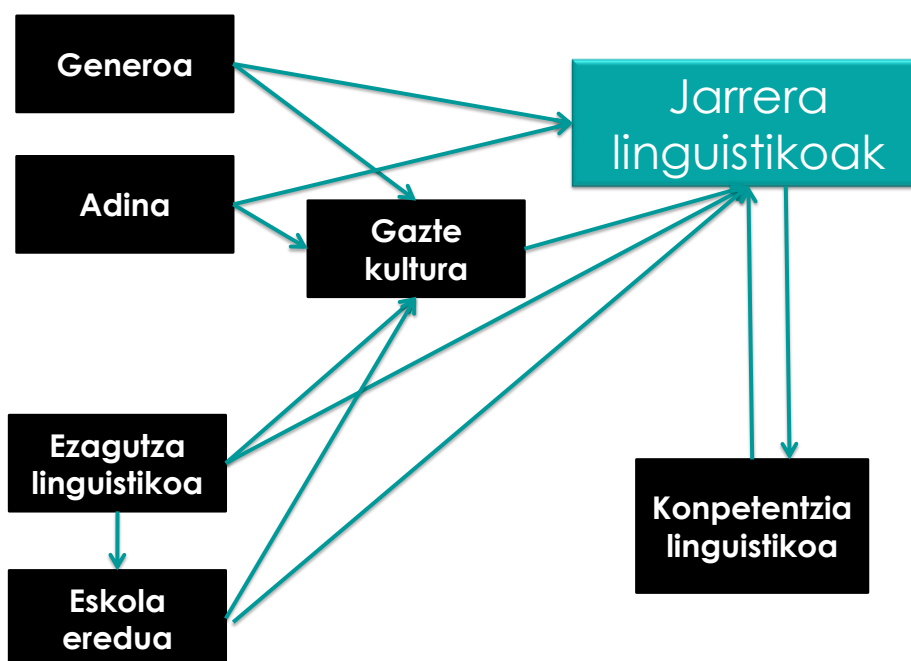 Generoa
Jarrera
linguistikoak
Adina
Gazte
kultura
Ezagutza
linguistikoa
Konpetentzia
linguistikoa
Eskola
eredua